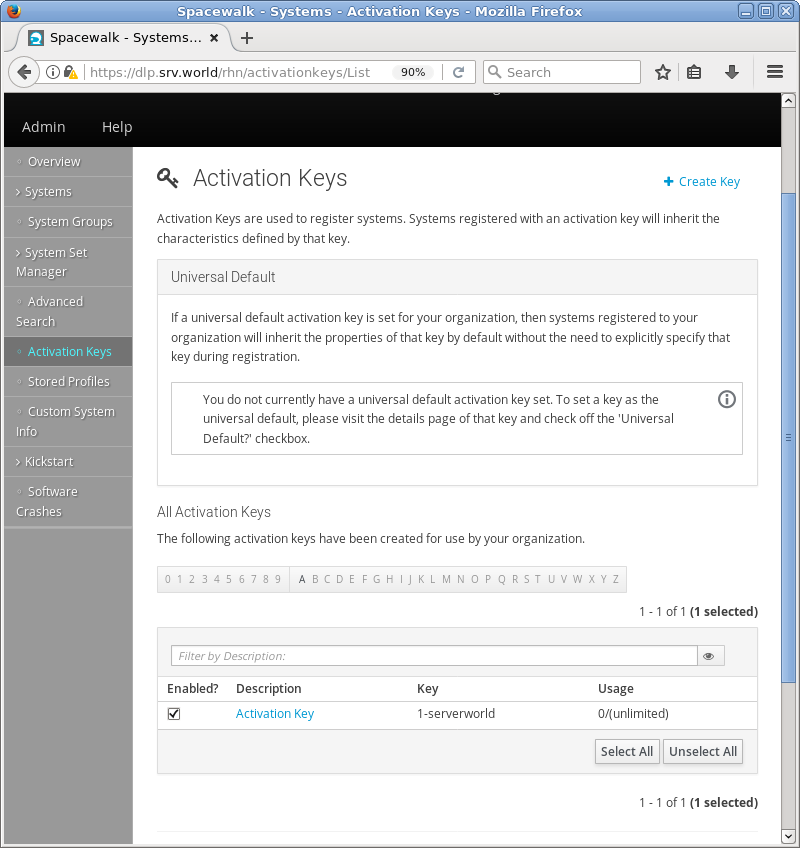 Spacewalk - Systems - Activation Keys - Mozilla Firefox
Spacewalk - Systems...
https://dlp.srv.world/rhn/activationkeys/List
90%
Search
Admin
Help
Overview
Systems
System Groups
System Set
Manager
Advanced
Search
Activation Keys
Stored Profiles
Custom System
Info
Kickstart
Software
Crashes
Activation Keys
Create Key
Activation Keys are used to register systems. Systems registered with an activation key will inherit the
characteristics defined by that key.
Universal Default
If a universal default activation key is set for your organization, then systems registered to your
organization will inherit the properties of that key by default without the need to explicitly specify that
key during registration.
You do not currently have a universal default activation key set. To set a key as the
universal default, please visit the details page of that key and check off the 'Universal
Default?' checkbox.
All Activation Keys
The following activation keys have been created for use by your organization.
0 1 2 3 4 5 6 7 8 9 A B C D E F G H I J K L M N O P Q R S T U V W X Y Z
1 - 1 of 1 (1 selected)
Filter by Description:
Enabled? Description Key Usage
Activation Key 1-serverworld 0/(unlimited)
Select All Unselect All
1 - 1 of 1 (1 selected)